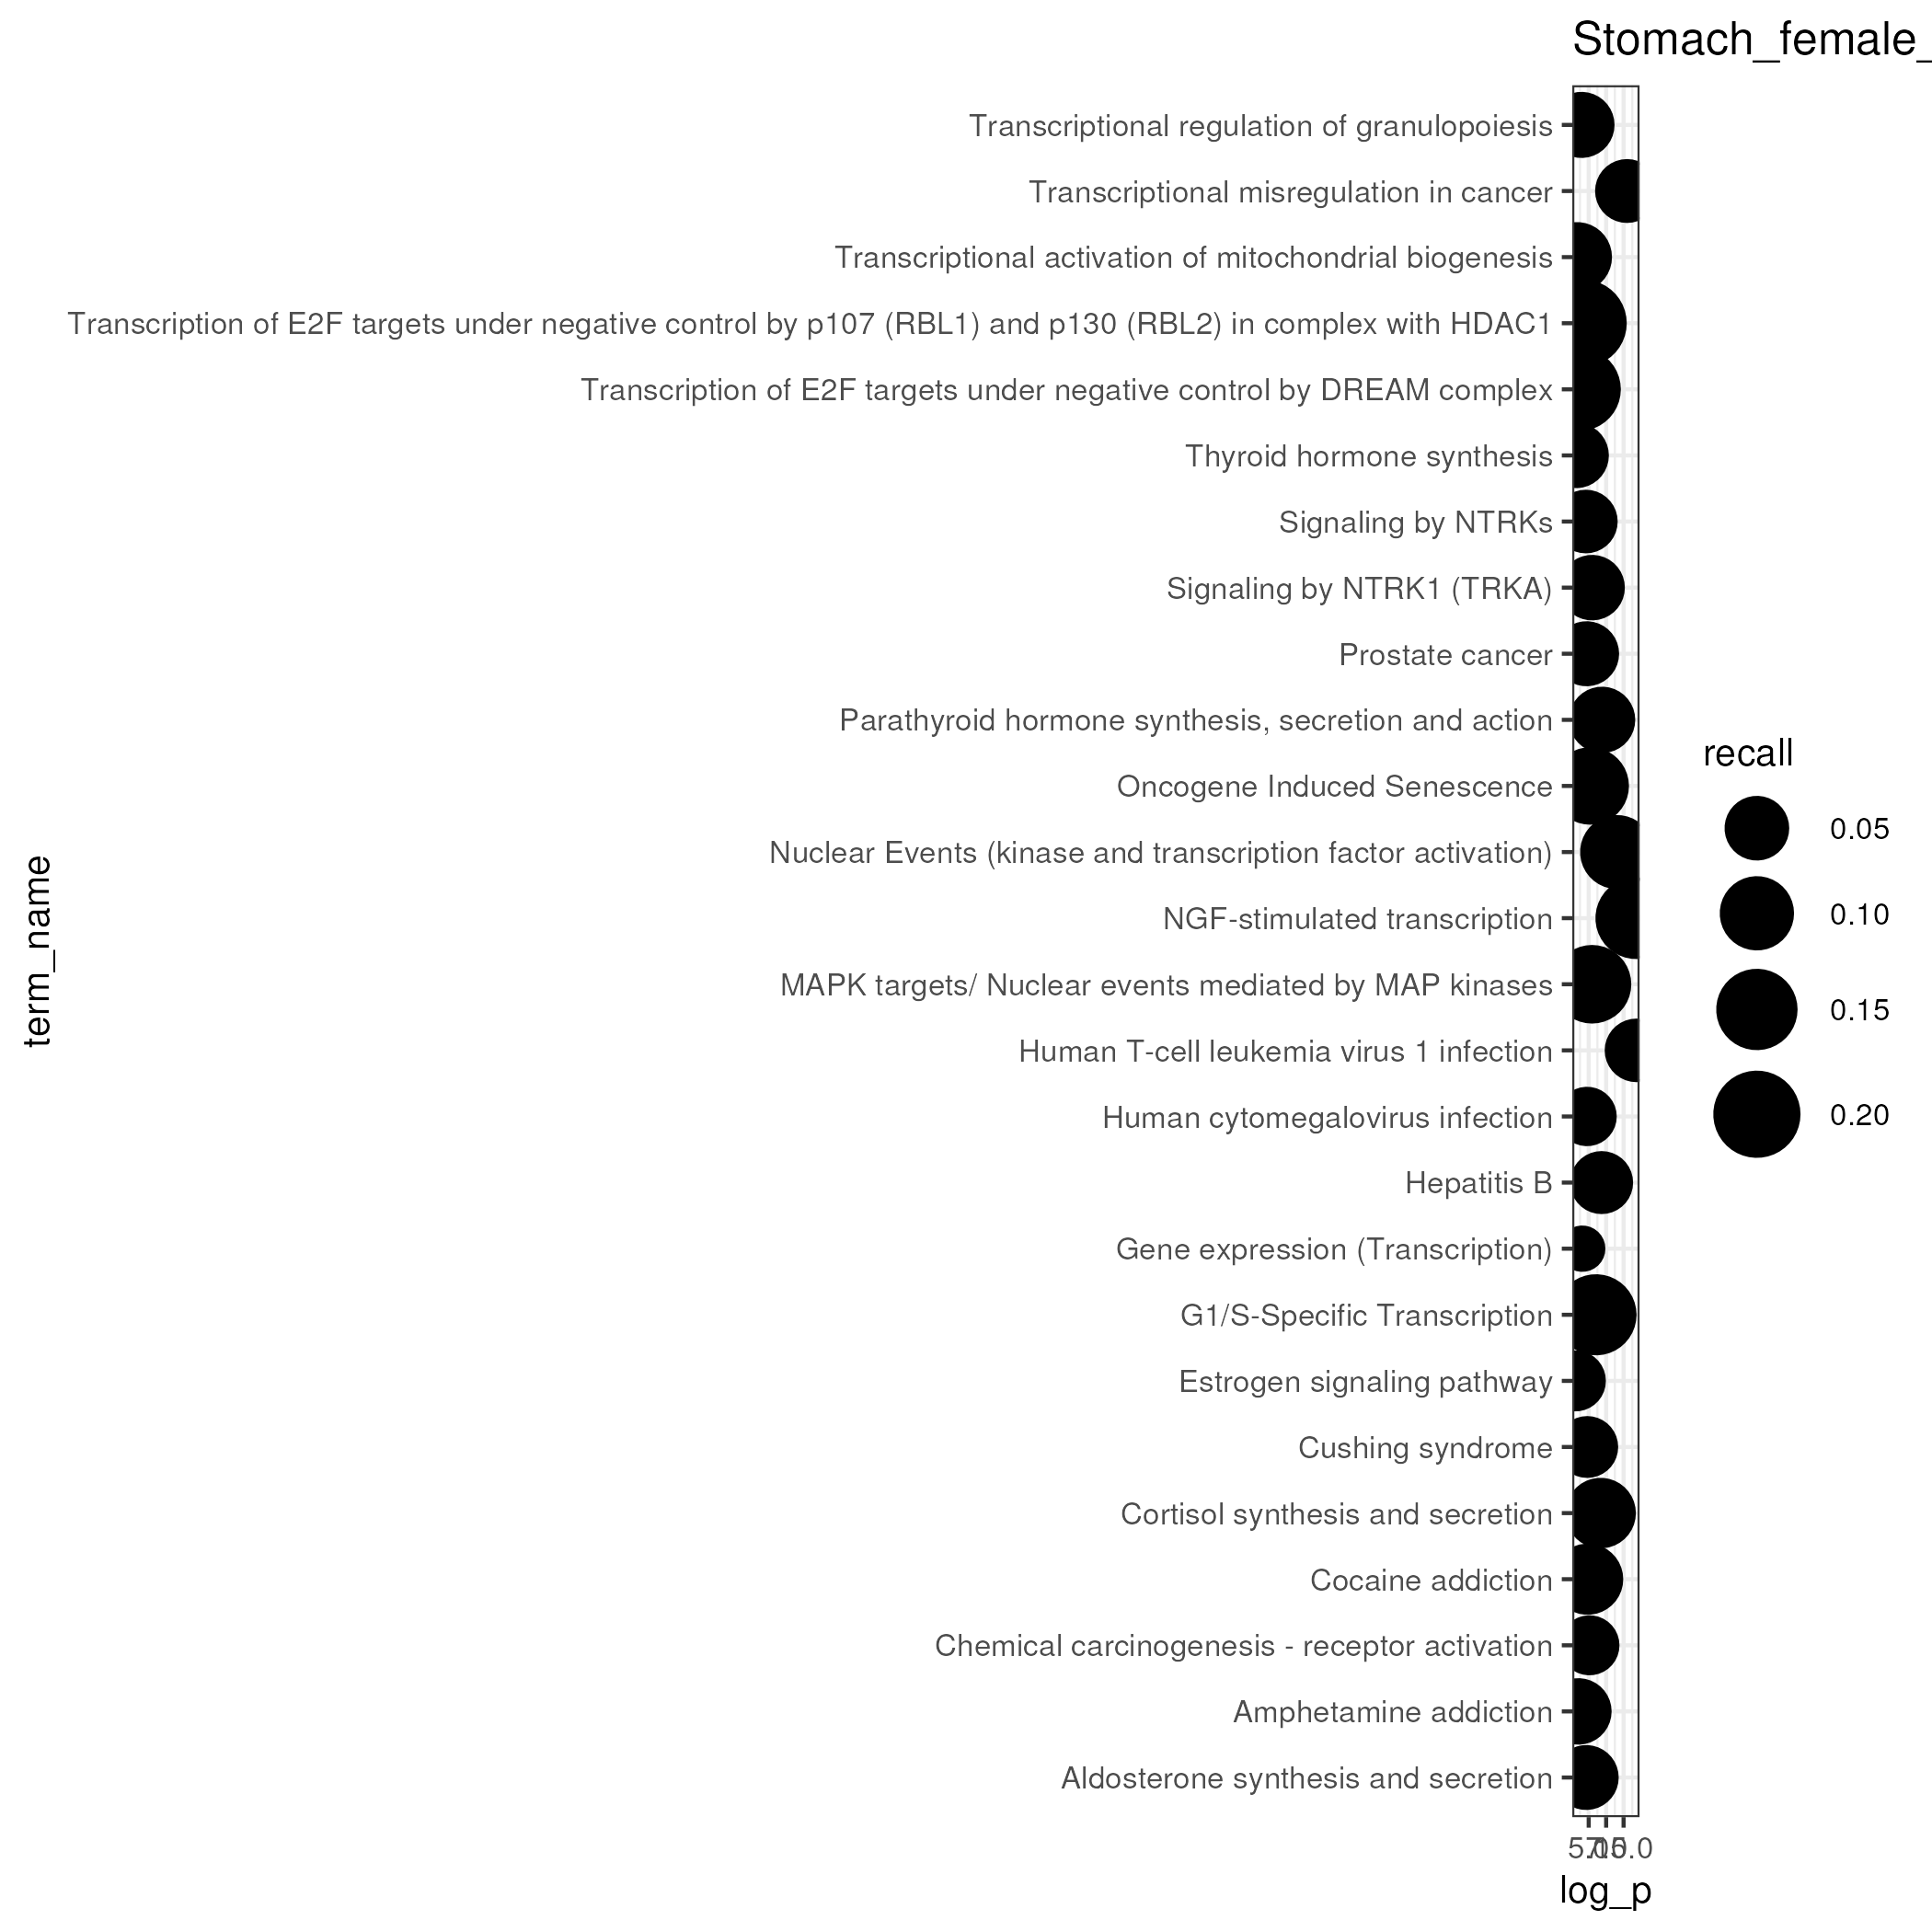 Stomach_female_
Transcriptional regulation of granulopoiesis
Transcriptional misregulation in cancer
Transcriptional activation of mitochondrial biogenesis
Transcription of E2F targets under negative control by p107 (RBL1) and p130 (RBL2) in complex with HDAC1
Transcription of E2F targets under negative control by DREAM complex
Thyroid hormone synthesis
Signaling by NTRKs
Signaling by NTRK1 (TRKA)
Prostate cancer
Parathyroid hormone synthesis, secretion and action
Oncogene Induced Senescence
Nuclear Events (kinase and transcription factor activation)
NGF-stimulated transcription
MAPK targets/ Nuclear events mediated by MAP kinases
Human T-cell leukemia virus 1 infection
Human cytomegalovirus infection
Hepatitis B
Gene expression (Transcription)
G1/S-Specific Transcription
Estrogen signaling pathway
Cushing syndrome
Cortisol synthesis and secretion
Cocaine addiction
Chemical carcinogenesis - receptor activation
Amphetamine addiction
Aldosterone synthesis and secretion
term_name
log_p
recall
0.05
0.10
0.15
0.20